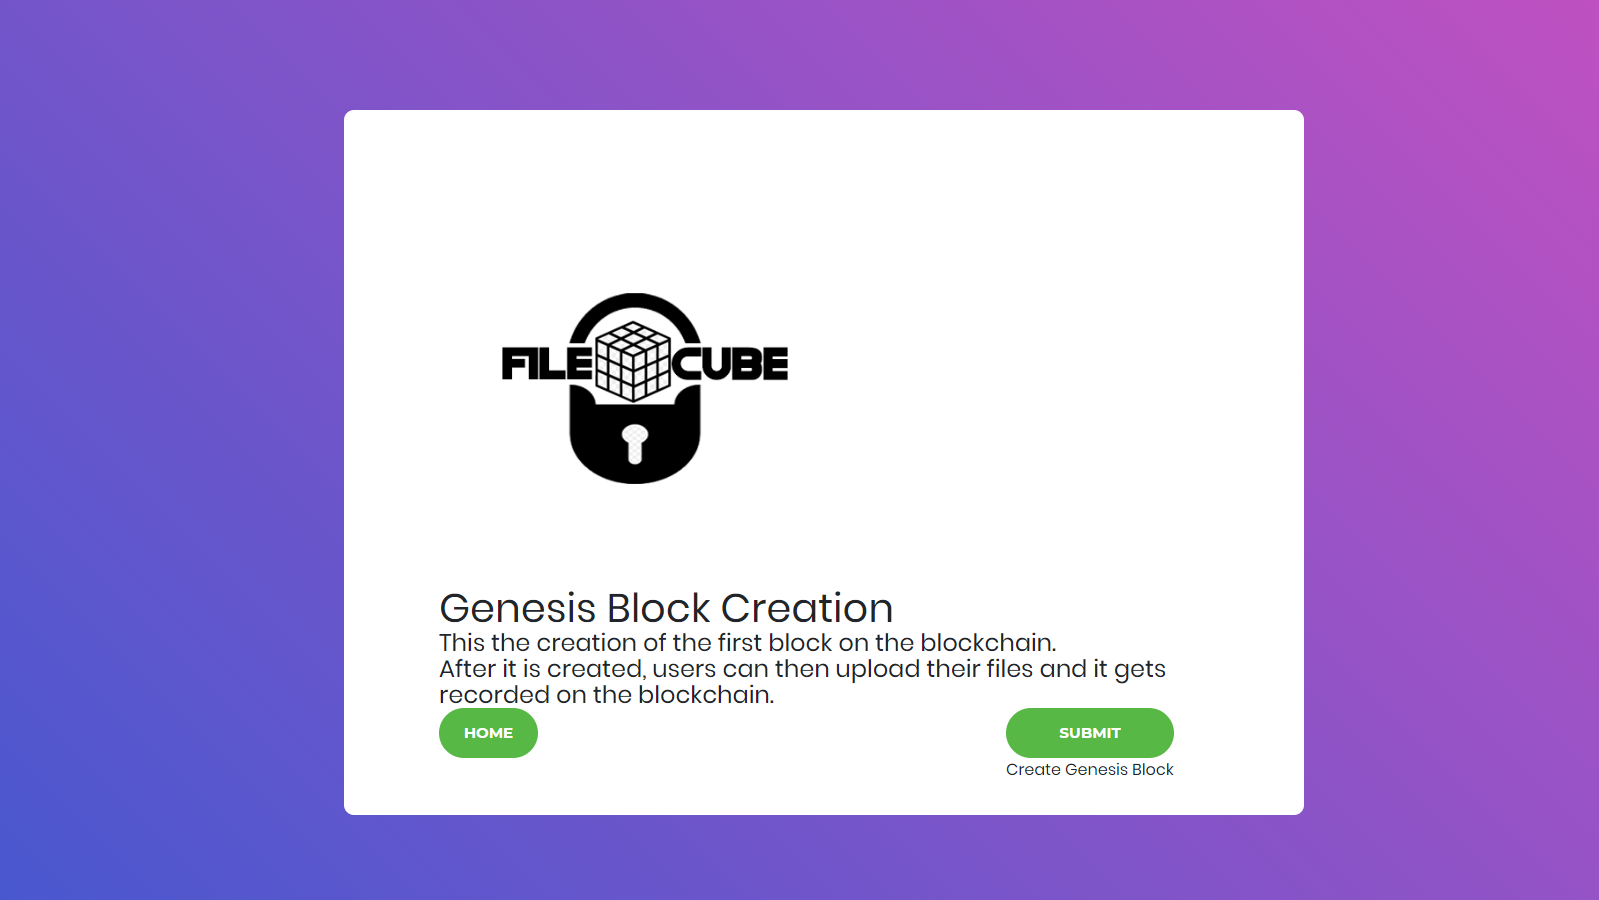 FILE CUBE
Genesis Block Creation
This the creation of the first block on the blockchain.
After it is created, users can then upload their files and it gets
recorded on the blockchain.
HOME
SUBMIT
Create Genesis Block